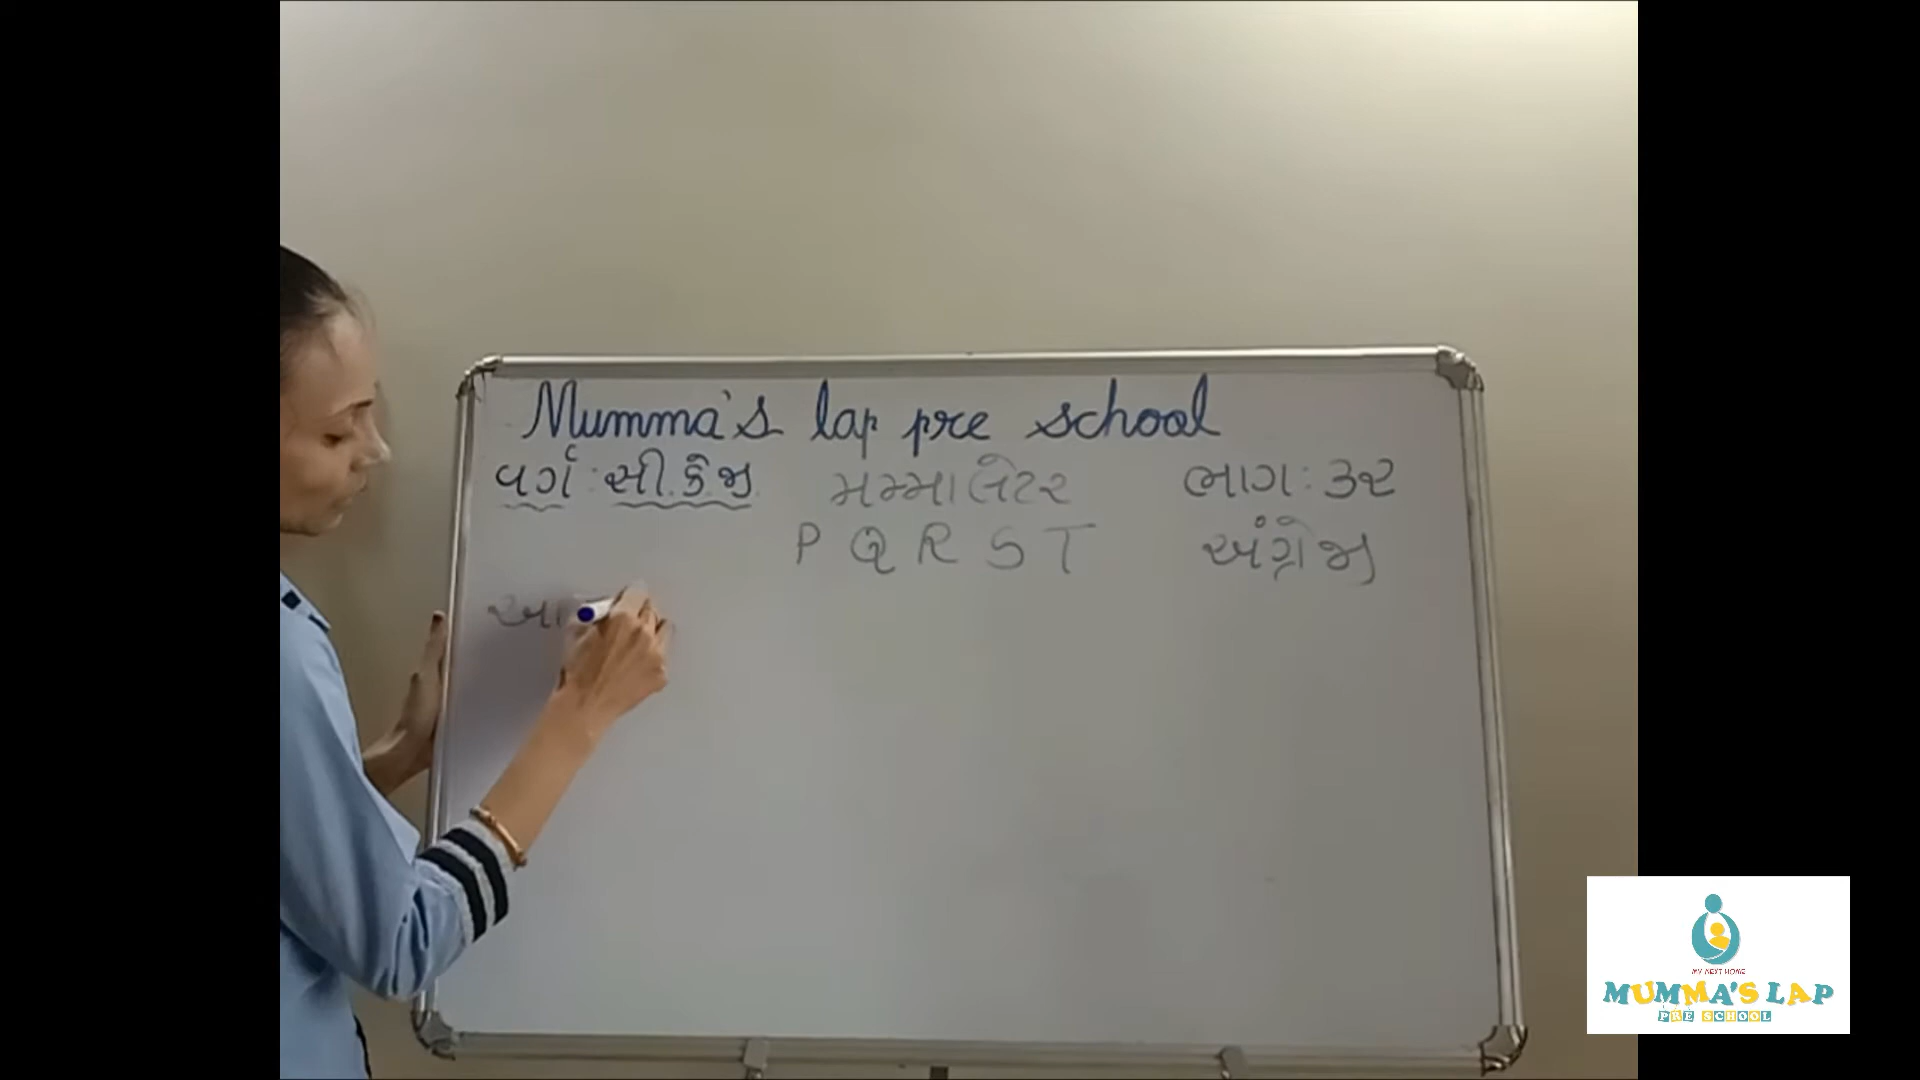 Mumma's lap pre school
વર્ગ : સી.કે.જી. મમ્મા લેટર ભાગ : ૩૨
P Q R S T અંગ્રેજી
MY NEXT HOME
MUMMA'S LAP
PRE SCHOOL